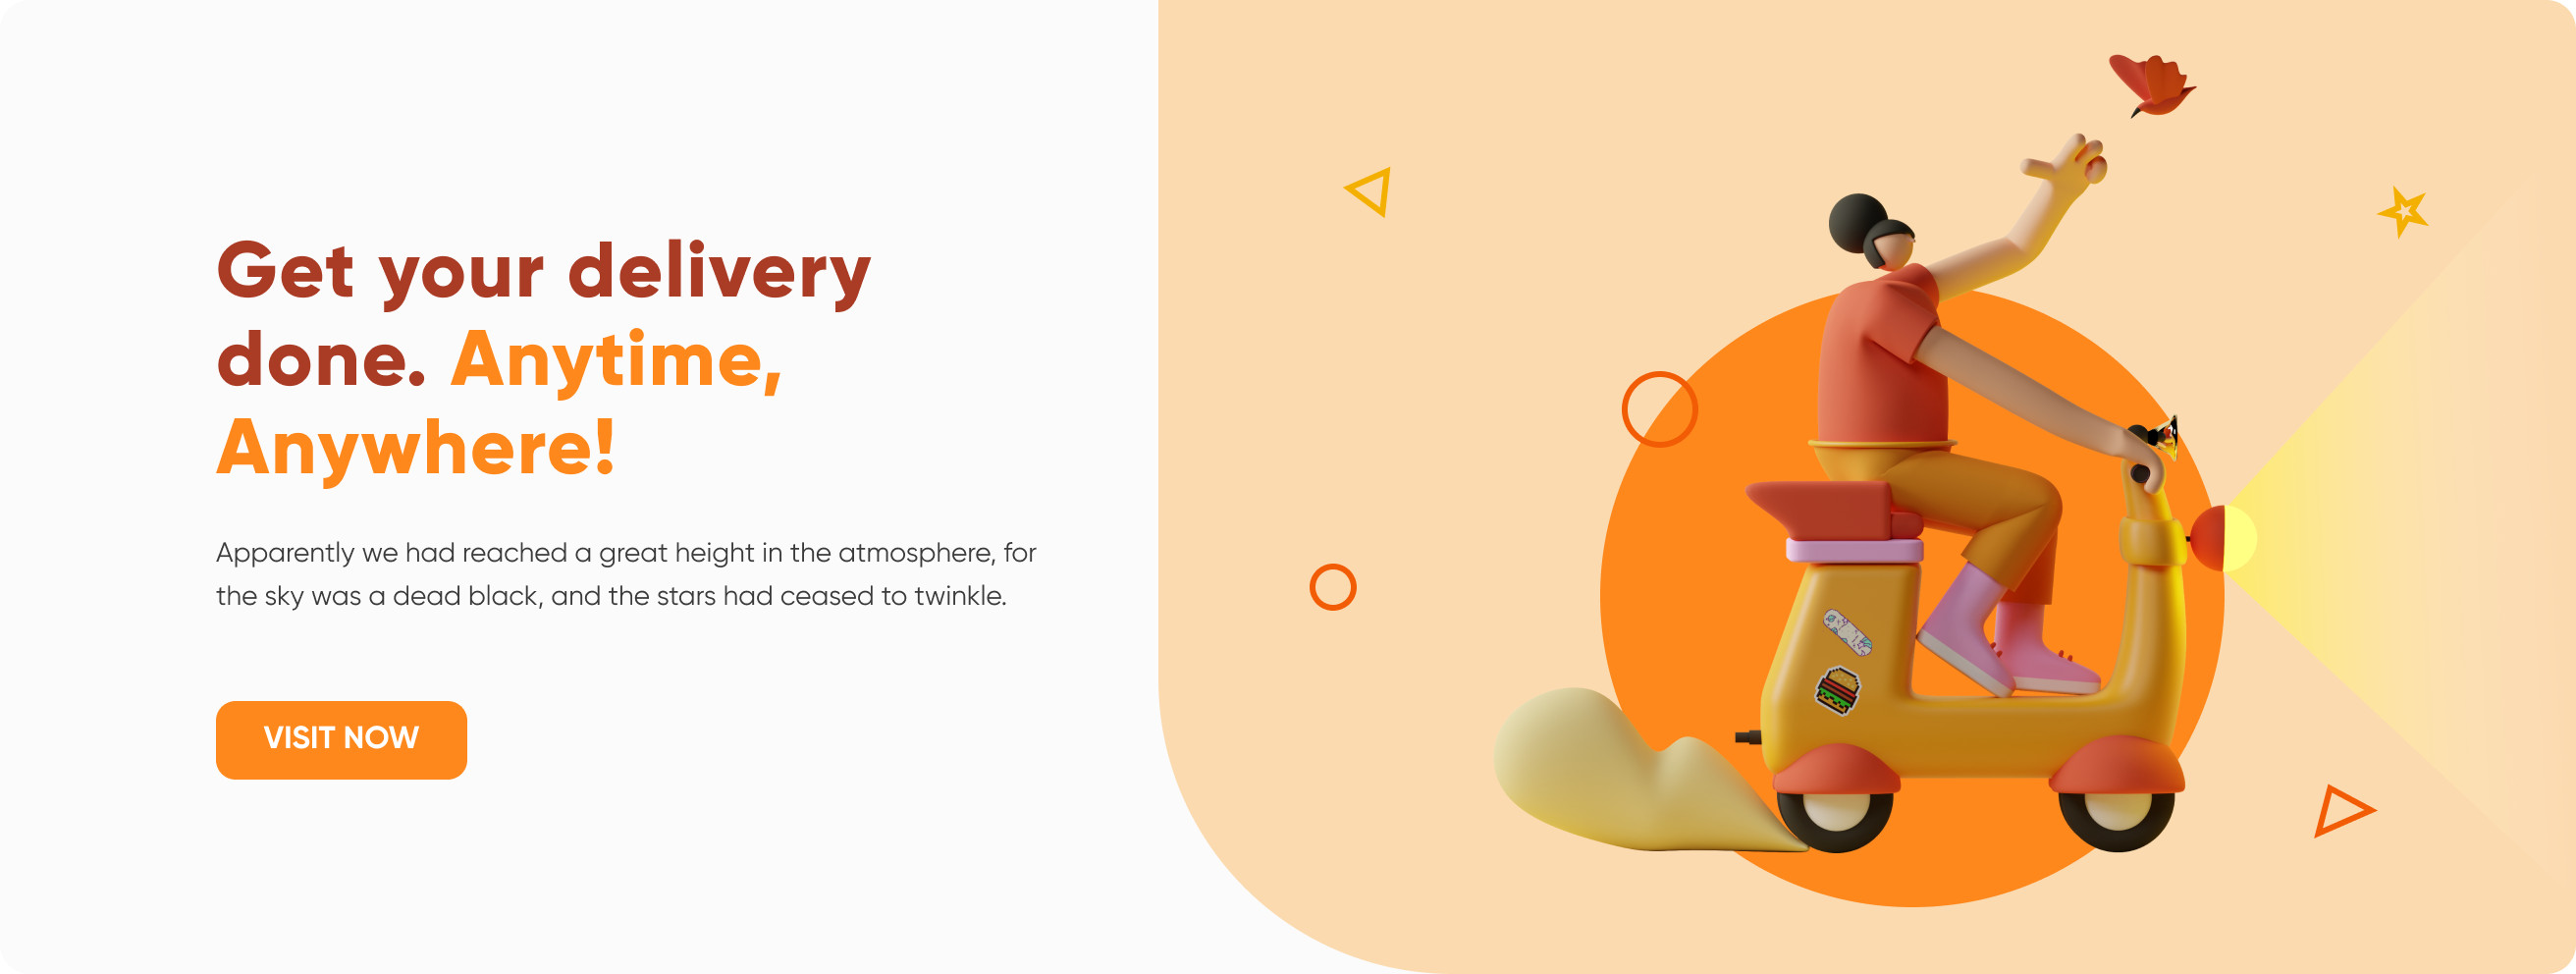 Get your delivery
done. Anytime,
Anywhere!
Apparently we had reached a great height in the atmosphere, for
the sky was a dead black, and the stars had ceased to twinkle.
VISIT NOW